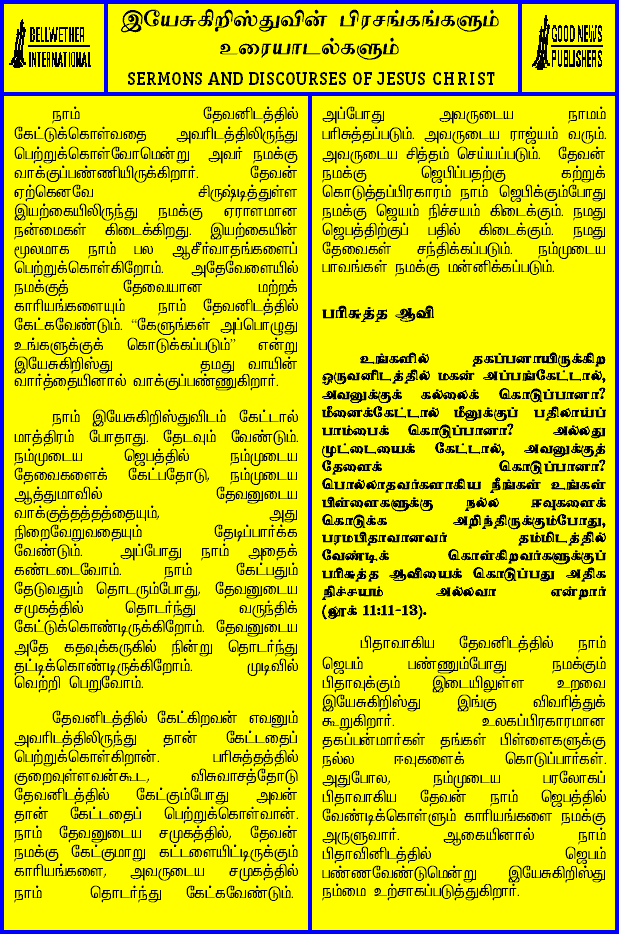 BELLWETHER
INTERNATIONAL
இயேசுகிறிஸ்துவின் பிரசங்கங்களும்
உரையாடல்களும்
SERMONS AND DISCOURSES OF JESUS CHRIST
GOOD NEWS
PUBLISHERS
நாம் தேவனிடத்தில்
கேட்டுக்கொள்வதை அவரிடத்திலிருந்து
பெற்றுக்கொள்வோமென்று அவர் நமக்கு
வாக்குப்பண்ணியிருக்கிறார். தேவன்
ஏற்கெனவே சிருஷ்டித்துள்ள
இயற்கையிலிருந்து நமக்கு ஏராளமான
நன்மைகள் கிடைக்கிறது. இயற்கையின்
மூலமாக நாம் பல ஆசீர்வாதங்களைப்
பெற்றுக்கொள்கிறோம். அதேவேளையில்
நமக்குத் தேவையான மற்றக்
காரியங்களையும் நாம் தேவனிடத்தில்
கேட்கவேண்டும். “கேளுங்கள் அப்பொழுது
உங்களுக்குக் கொடுக்கப்படும்” என்று
இயேசுகிறிஸ்து தமது வாயின்
வார்த்தையினால் வாக்குப்பண்ணுகிறார்.
நாம் இயேசுகிறிஸ்துவிடம் கேட்டால்
மாத்திரம் போதாது. தேடவும் வேண்டும்.
நம்முடைய ஜெபத்தில் நம்முடைய
தேவைகளைக் கேட்பதோடு, நம்முடைய
ஆத்துமாவில் தேவனுடைய
வாக்குத்தத்தத்தையும், அது
நிறைவேறுவதையும் தேடிப்பார்க்க
வேண்டும். அப்போது நாம் அதைக்
கண்டடைவோம். நாம் கேட்பதும்
தேடுவதும் தொடரும்போது, தேவனுடைய
சமுகத்தில் தொடர்ந்து வருந்திக்
கேட்டுக்கொண்டிருக்கிறோம். தேவனுடைய
அதே கதவுக்கருகில் நின்று தொடர்ந்து
தட்டிக்கொண்டிருக்கிறோம். முடிவில்
வெற்றி பெறுவோம்.
தேவனிடத்தில் கேட்கிறவன் எவனும்
அவரிடத்திலிருந்து தான் கேட்டதைப்
பெற்றுக்கொள்கிறான். பரிசுத்தத்தில்
குறைவுள்ளவன்கூட, விசுவாசத்தோடு
தேவனிடத்தில் கேட்கும்போது அவன்
தான் கேட்டதைப் பெற்றுக்கொள்வான்.
நாம் தேவனுடைய சமுகத்தில், தேவன்
நமக்கு கேட்குமாறு கட்டளையிட்டிருக்கும்
காரியங்களை, அவருடைய சமுகத்தில்
நாம் தொடர்ந்து கேட்கவேண்டும்.
அப்போது அவருடைய நாமம்
பரிசுத்தப்படும். அவருடைய ராஜ்யம் வரும்.
அவருடைய சித்தம் செய்யப்படும். தேவன்
நமக்கு ஜெபிப்பதற்கு கற்றுக்
கொடுத்தப்பிரகாரம் நாம் ஜெபிக்கும்போது
நமக்கு ஜெயம் நிச்சயம் கிடைக்கும். நமது
ஜெபத்திற்குப் பதில் கிடைக்கும். நமது
தேவைகள் சந்திக்கப்படும். நம்முடைய
பாவங்கள் நமக்கு மன்னிக்கப்படும்.
பரிசுத்த ஆவி
உங்களில் தகப்பனாயிருக்கிற
ஒருவனிடத்தில் மகன் அப்பங்கேட்டால்,
அவனுக்குக் கல்லைக் கொடுப்பானா?
மீனைக்கேட்டால் மீனுக்குப் பதிலாய்ப்
பாம்பைக் கொடுப்பானா? அல்லது
முட்டையைக் கேட்டால், அவனுக்குத்
தேளைக் கொடுப்பானா?
பொல்லாதவர்களாகிய நீங்கள் உங்கள்
பிள்ளைகளுக்கு நல்ல ஈவுகளைக்
கொடுக்க அறிந்திருக்கும்போது,
பரமபிதாவானவர் தம்மிடத்தில்
வேண்டிக் கொள்கிறவர்களுக்குப்
பரிசுத்த ஆவியைக் கொடுப்பது அதிக
நிச்சயம் அல்லவா என்றார்
(லூக் 11:11-13).
பிதாவாகிய தேவனிடத்தில் நாம்
ஜெபம் பண்ணும்போது நமக்கும்
பிதாவுக்கும் இடையிலுள்ள உறவை
இயேசுகிறிஸ்து இங்கு விவரித்துக்
கூறுகிறார். உலகப்பிரகாரமான
தகப்பன்மார்கள் தங்கள் பிள்ளைகளுக்கு
நல்ல ஈவுகளைக் கொடுப்பார்கள்.
அதுபோல, நம்முடைய பரலோகப்
பிதாவாகிய தேவன் நாம் ஜெபத்தில்
வேண்டிக்கொள்ளும் காரியங்களை நமக்கு
அருளுவார். ஆகையினால் நாம்
பிதாவினிடத்தில் ஜெபம்
பண்ணவேண்டுமென்று இயேசுகிறிஸ்து
நம்மை உற்சாகப்படுத்துகிறார்.